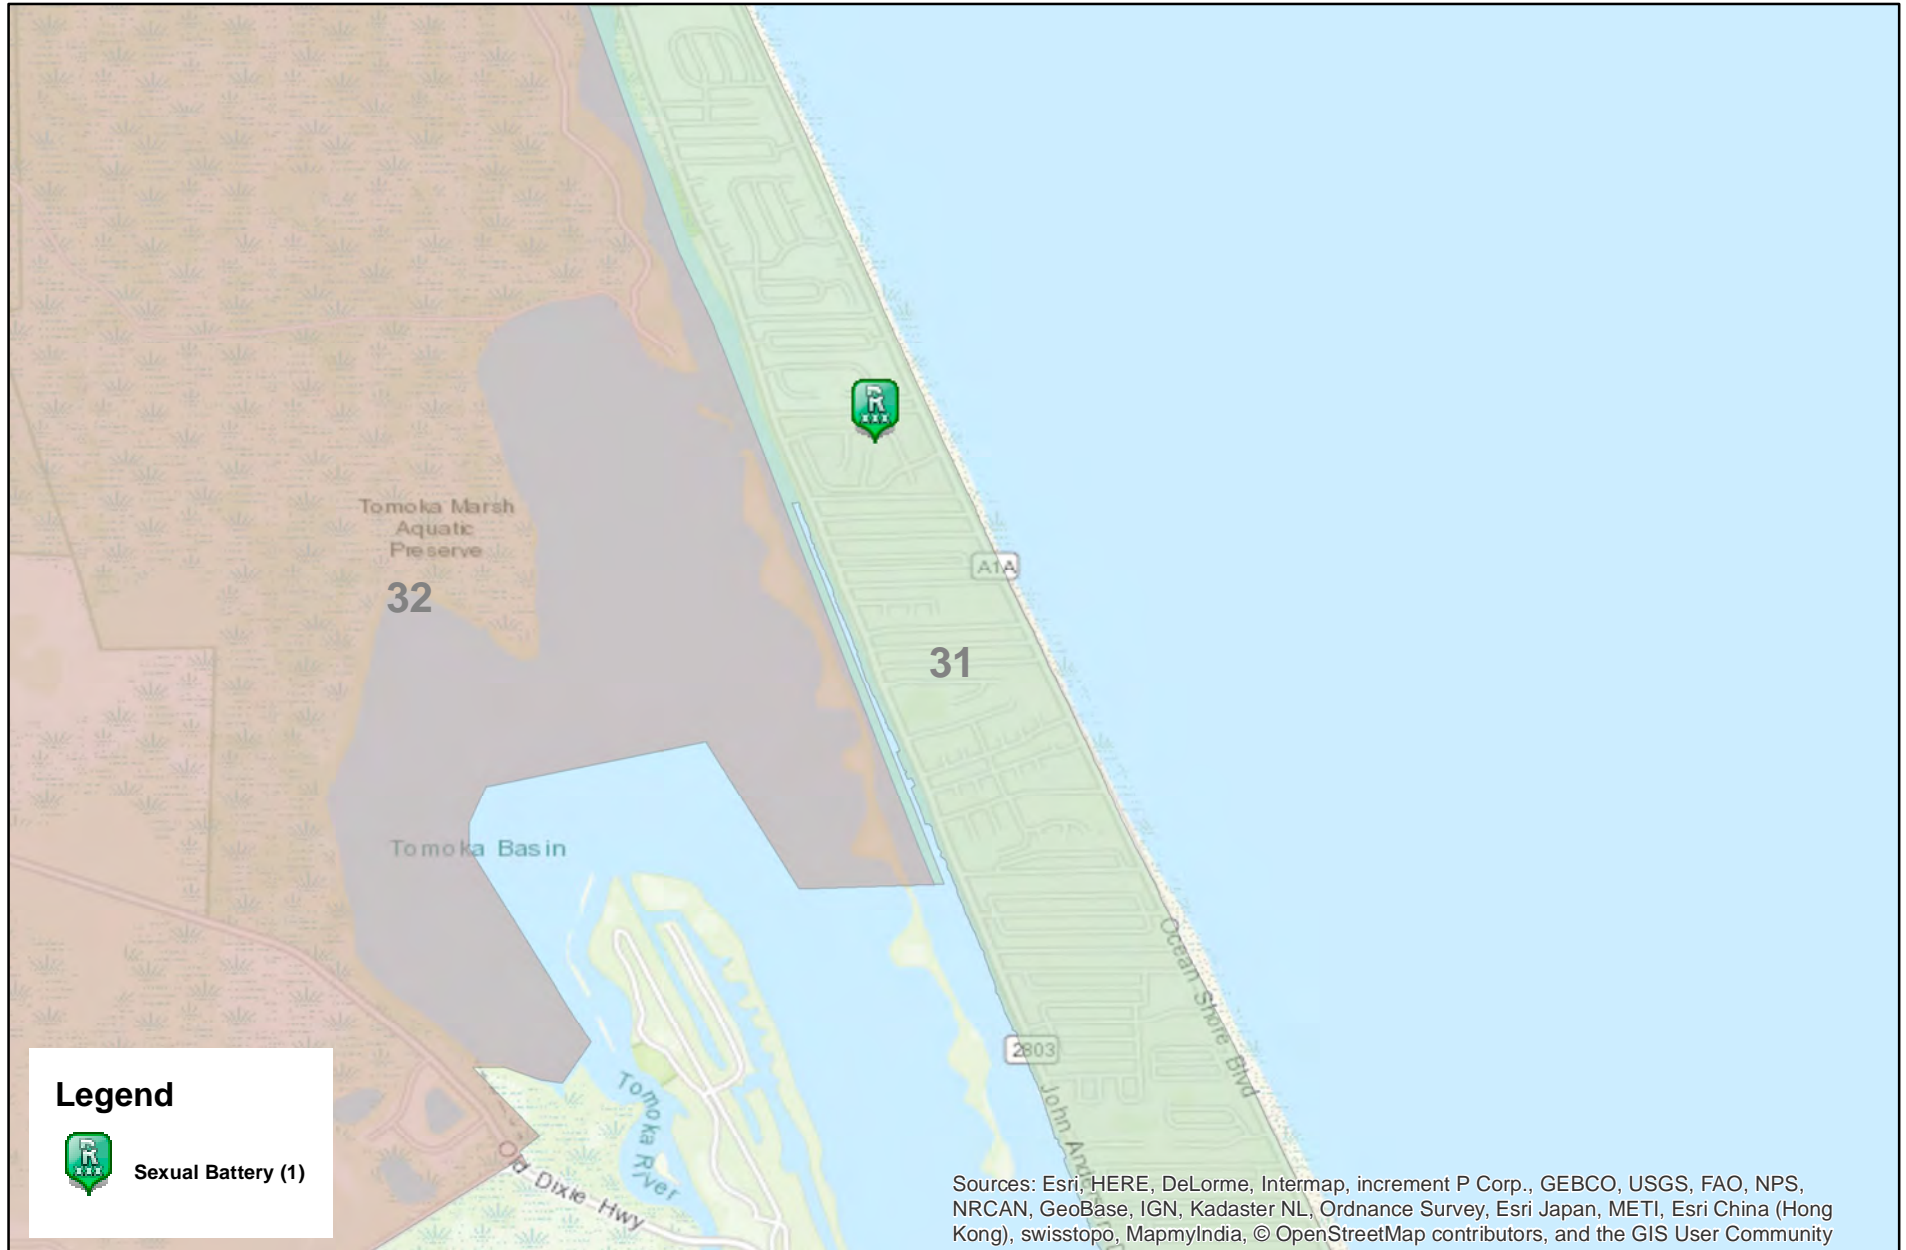 Tomoka Marsh
Aquatic
Preserve
32
A1A
31
Tomoka Basin
Ocean Shore Blvd
2803
John Anders
Tomoka
River
Old Dixie Hwy
Legend
R
xxx
Sexual Battery (1)
R
xxx
Sources: Esri, HERE, DeLorme, Intermap, increment P Corp., GEBCO, USGS, FAO, NPS,
NRCAN, GeoBase, IGN, Kadaster NL, Ordnance Survey, Esri Japan, METI, Esri China (Hong
Kong), swisstopo, MapmyIndia, © OpenStreetMap contributors, and the GIS User Community